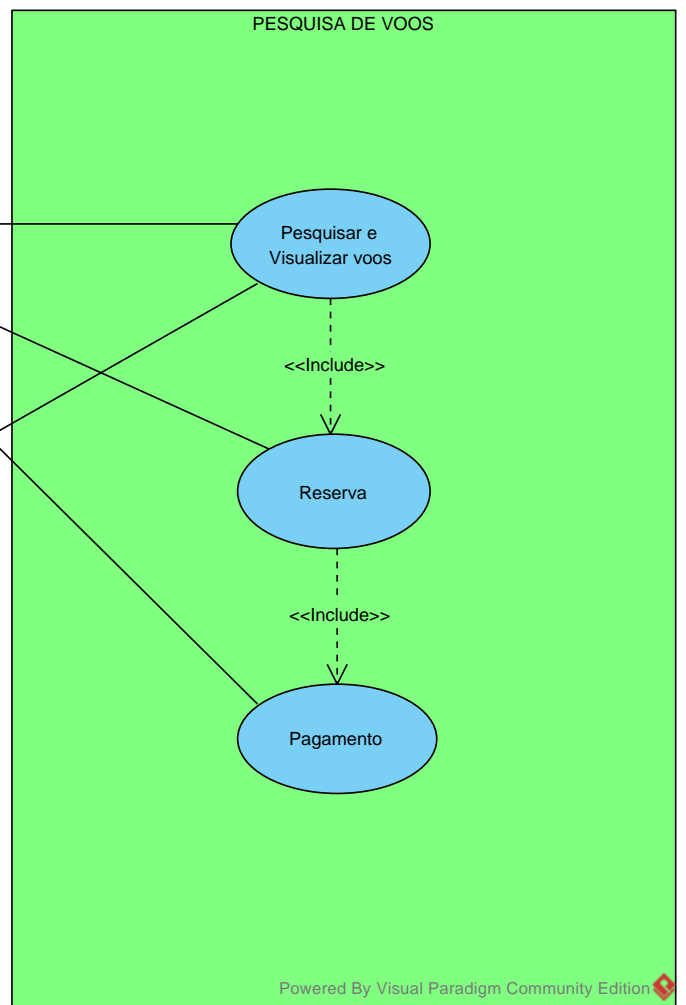 PESQUISA DE VOOS
Pesquisar e
Visualizar voos
<<Include>>
Reserva
<<Include>>
Pagamento
Powered By Visual Paradigm Community Edition